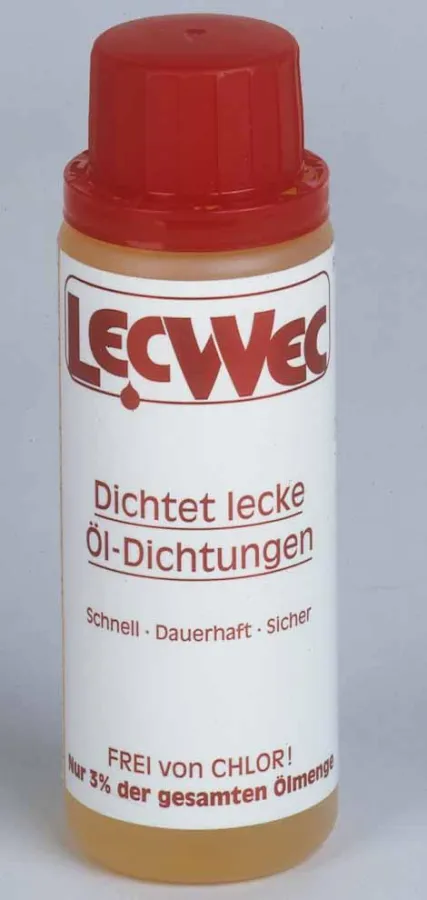 LECWEC
Dichtet lecke
Öl-Dichtungen
Schnell · Dauerhaft · Sicher
FREI von CHLOR!
Nur 3% der gesamten Ölmenge